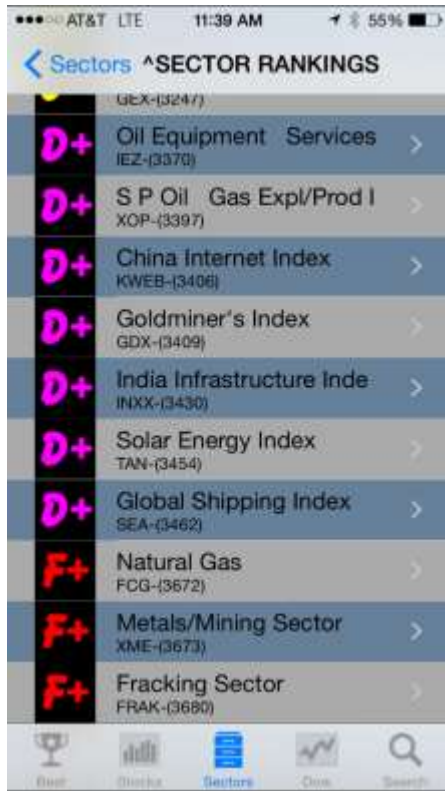 AT&T LTE 11:39 AM 55%
Sectors ^SECTOR RANKINGS
GEX-(3247)
D+ Oil Equipment Services
IEZ-(3370)
D+ S P Oil Gas Expl/Prod I
XOP-(3397)
D+ China Internet Index
KWEB-(3406)
D+ Goldminer's Index
GDX-(3409)
D+ India Infrastructure Inde
INXX-(3430)
D+ Solar Energy Index
TAN-(3454)
D+ Global Shipping Index
SEA-(3462)
F+ Natural Gas
FCG-(3672)
F+ Metals/Mining Sector
XME-(3673)
F+ Fracking Sector
FRAK-(3680)
Best Stocks Sectors Dow Search